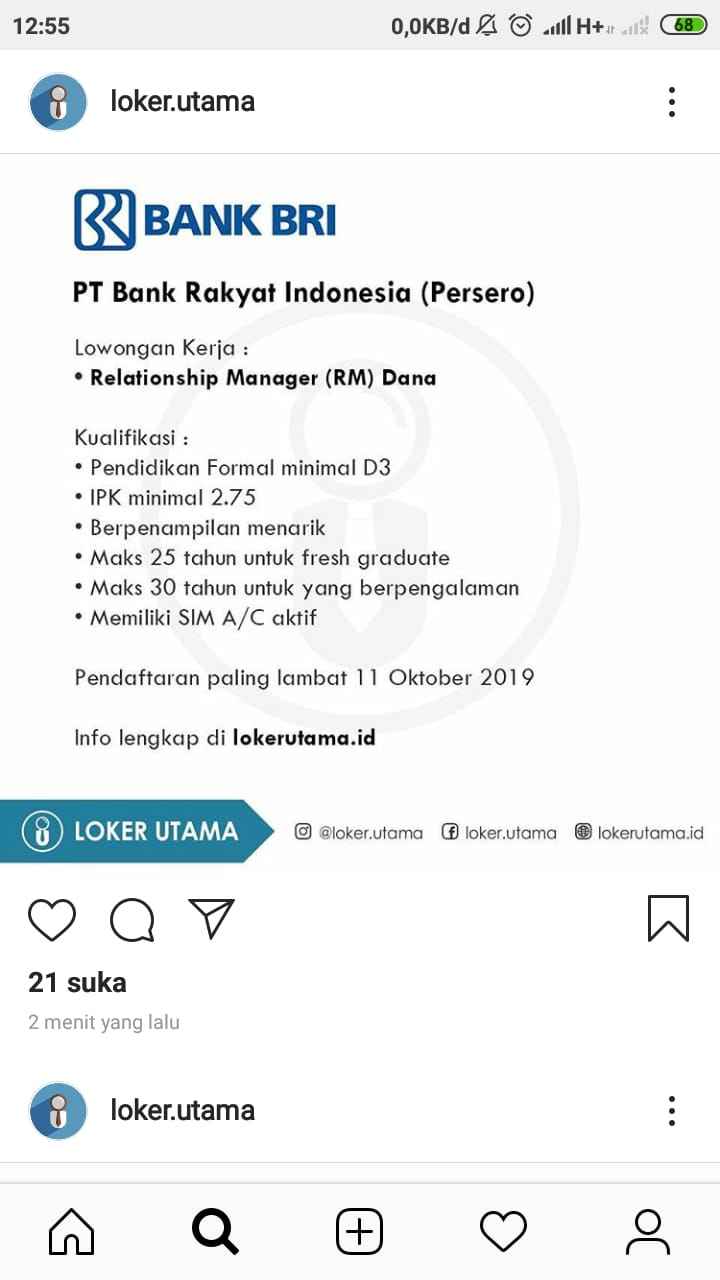 12:55
0,0KB/d
H+
68
loker.utama
BANK BRI
PT Bank Rakyat Indonesia (Persero)
Lowongan Kerja :
• Relationship Manager (RM) Dana
Kualifikasi :
• Pendidikan Formal minimal D3
• IPK minimal 2.75
• Berpenampilan menarik
• Maks 25 tahun untuk fresh graduate
• Maks 30 tahun untuk yang berpengalaman
• Memiliki SIM A/C aktif
Pendaftaran paling lambat 11 Oktober 2019
Info lengkap di lokerutama.id
LOKER UTAMA
@loker.utama
loker.utama
lokerutama.id
21 suka
2 menit yang lalu
loker.utama